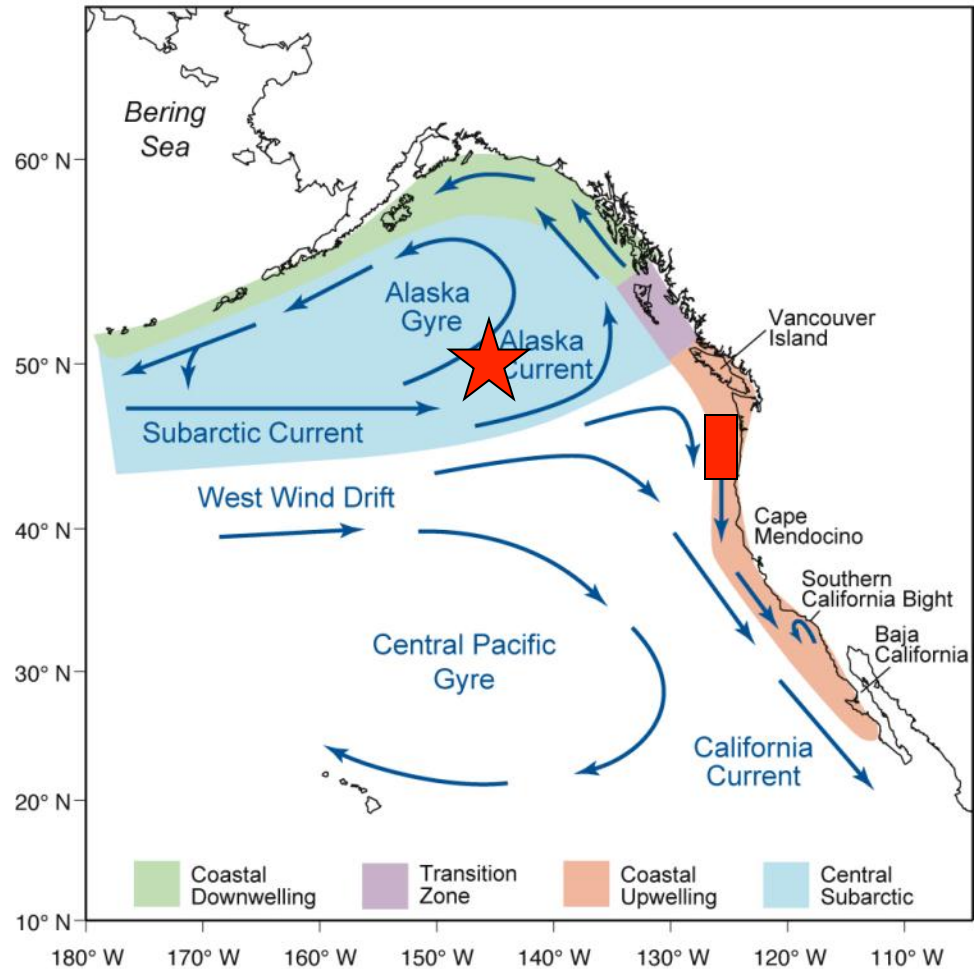 Bering
Sea
60° N
50° N
40° N
30° N
20° N
10° N
Alaska
Gyre
Alaska
Current
Vancouver
Island
Subarctic Current
West Wind Drift
Cape
Mendocino
Southern
California Bight
Baja
California
Central Pacific
Gyre
California
Current
Coastal
Downwelling
Transition
Zone
Coastal
Upwelling
Central
Subarctic
180° W
170° W
160° W
150° W
140° W
130° W
120° W
110° W